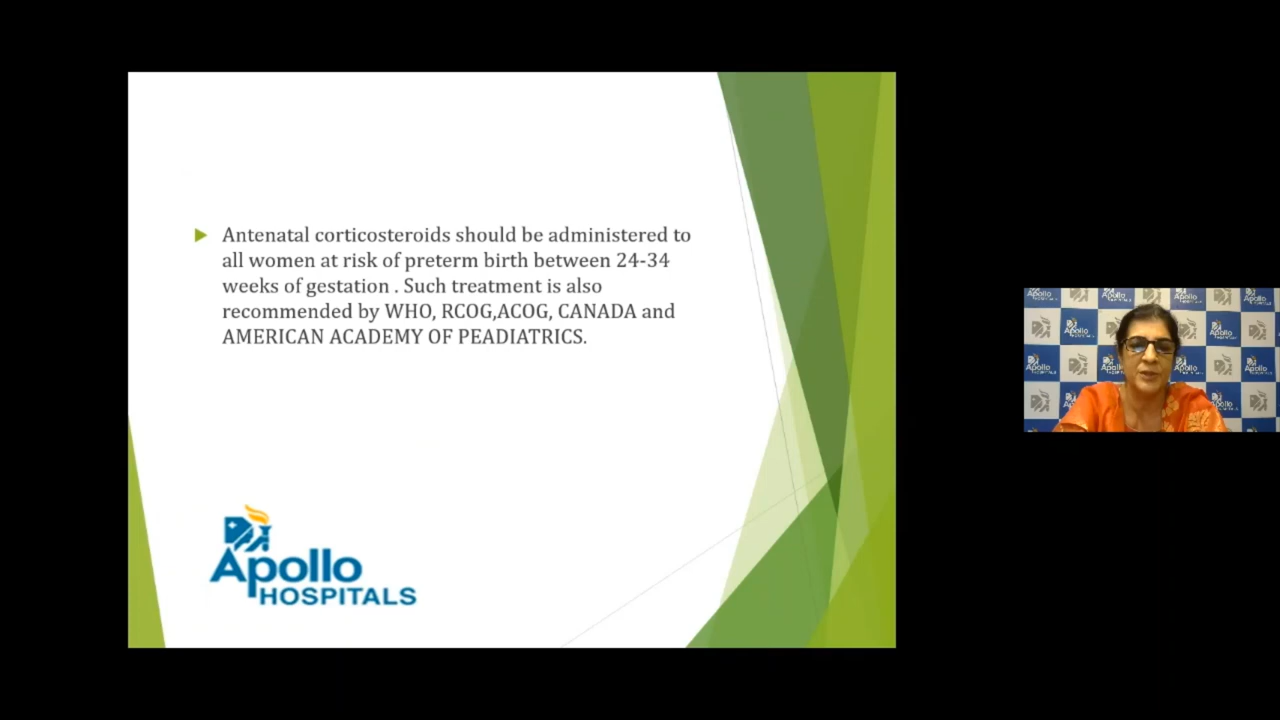 Antenatal corticosteroids should be administered to
all women at risk of preterm birth between 24-34
weeks of gestation . Such treatment is also
recommended by WHO, RCOG,ACOG, CANADA and
AMERICAN ACADEMY OF PEADIATRICS.
Apollo
HOSPITALS